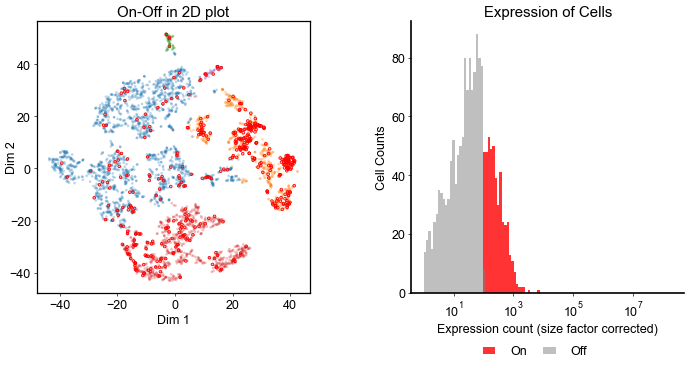 On-Off in 2D plot
Dim 2
40
20
0
−20
−40
−40 −20 0 20 40
Dim 1
Expression of Cells
Cell Counts
80
60
40
20
0
10^1 10^3 10^5 10^7
Expression count (size factor corrected)
On Off